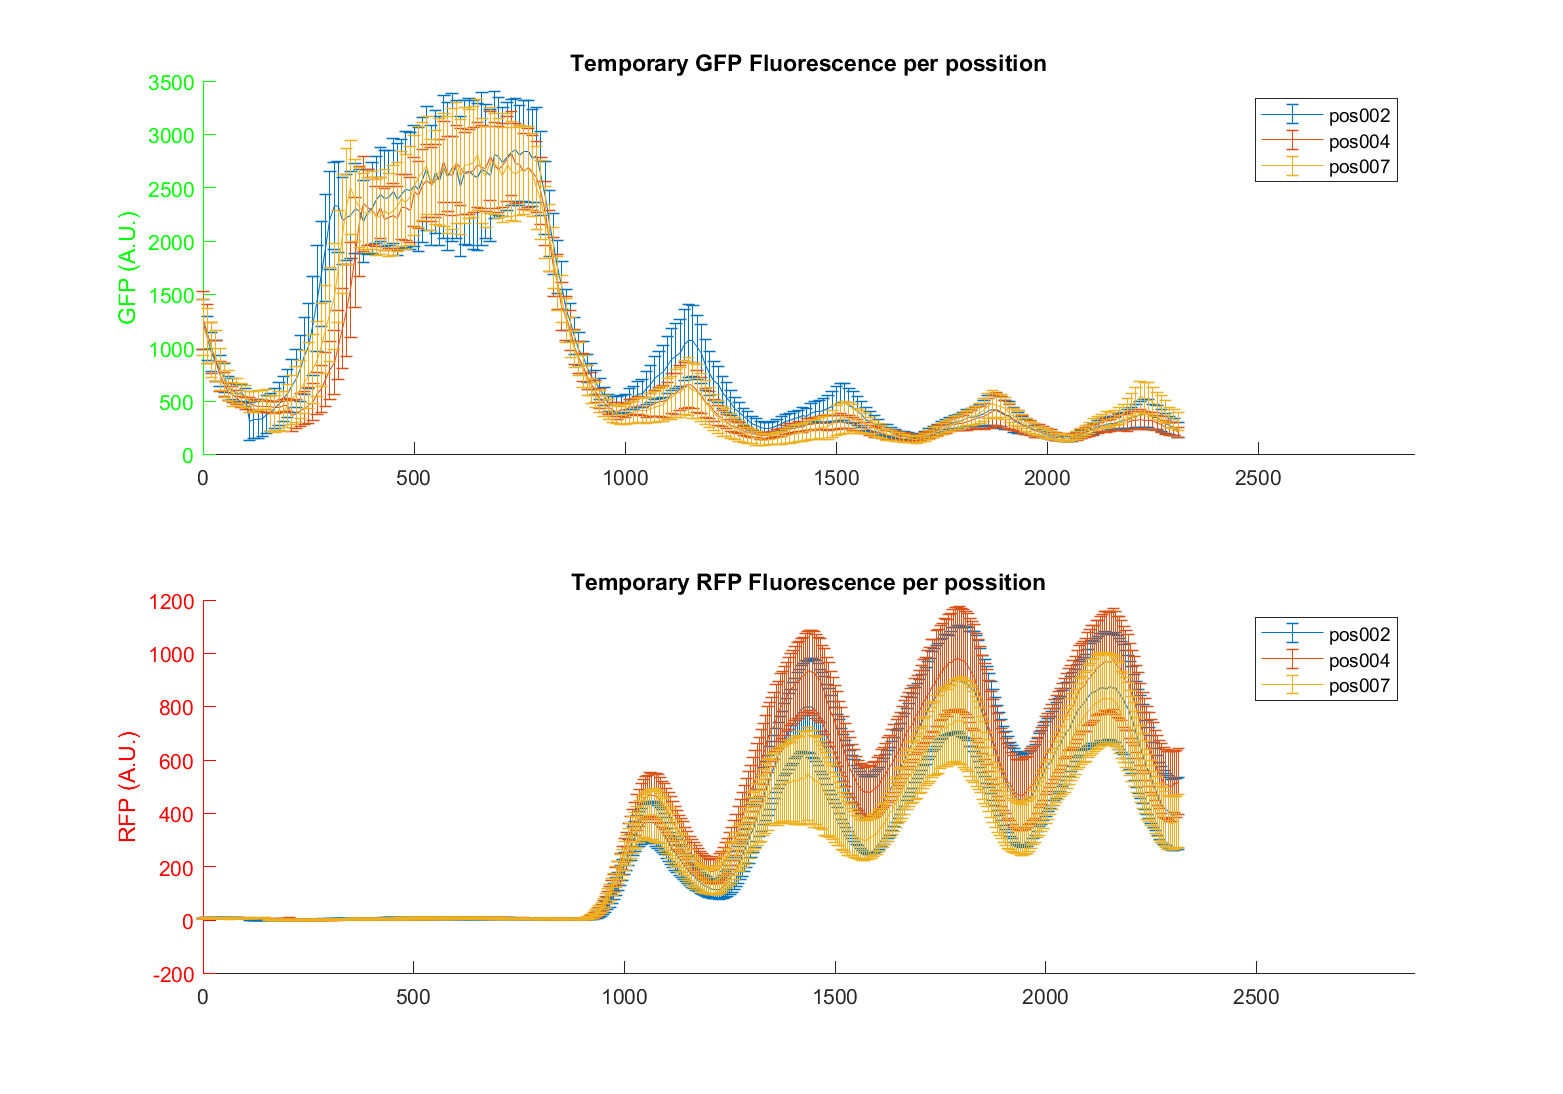 Temporary GFP Fluorescence per possition
GFP (A.U.)
3500
3000
2500
2000
1500
1000
500
0
0 500 1000 1500 2000 2500
pos002
pos004
pos007
Temporary RFP Fluorescence per possition
RFP (A.U.)
1200
1000
800
600
400
200
0
-200
0 500 1000 1500 2000 2500
pos002
pos004
pos007